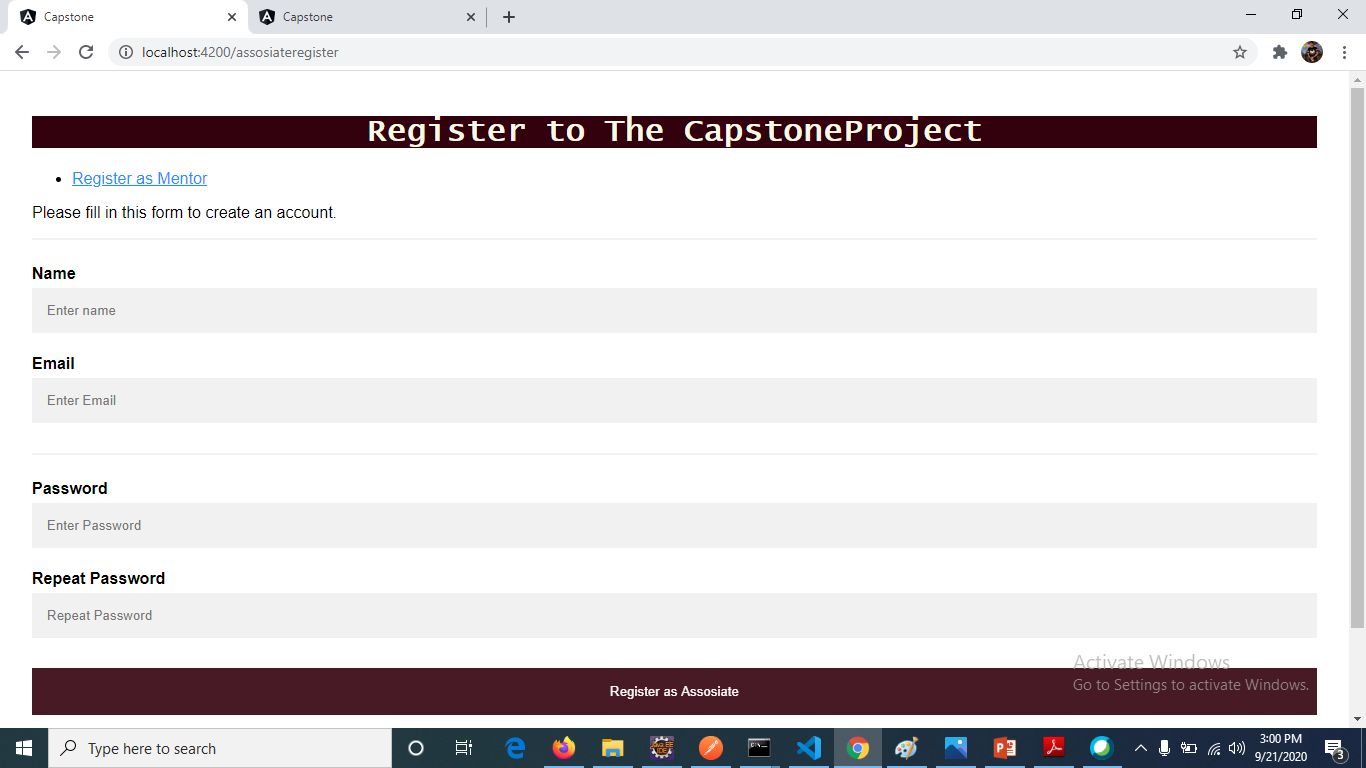 Capstone
Capstone
localhost:4200/assosiateregister
Register to The CapstoneProject
Register as Mentor
Please fill in this form to create an account.
Name
Enter name
Email
Enter Email
Password
Enter Password
Repeat Password
Repeat Password
Activate Windows
Go to Settings to activate Windows.
Register as Assosiate
Type here to search
3:00 PM
9/21/2020
3